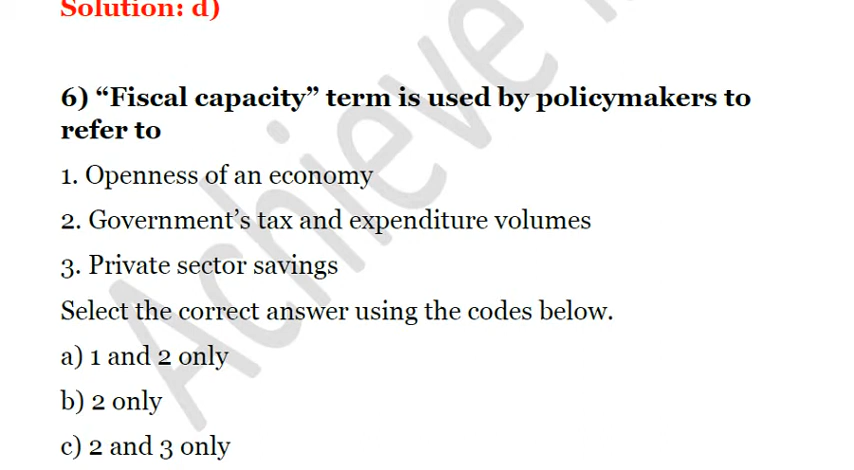 Solution: d)
6) “Fiscal capacity” term is used by policymakers to
refer to
1. Openness of an economy
2. Government’s tax and expenditure volumes
3. Private sector savings
Select the correct answer using the codes below.
a) 1 and 2 only
b) 2 only
c) 2 and 3 only
Achieve